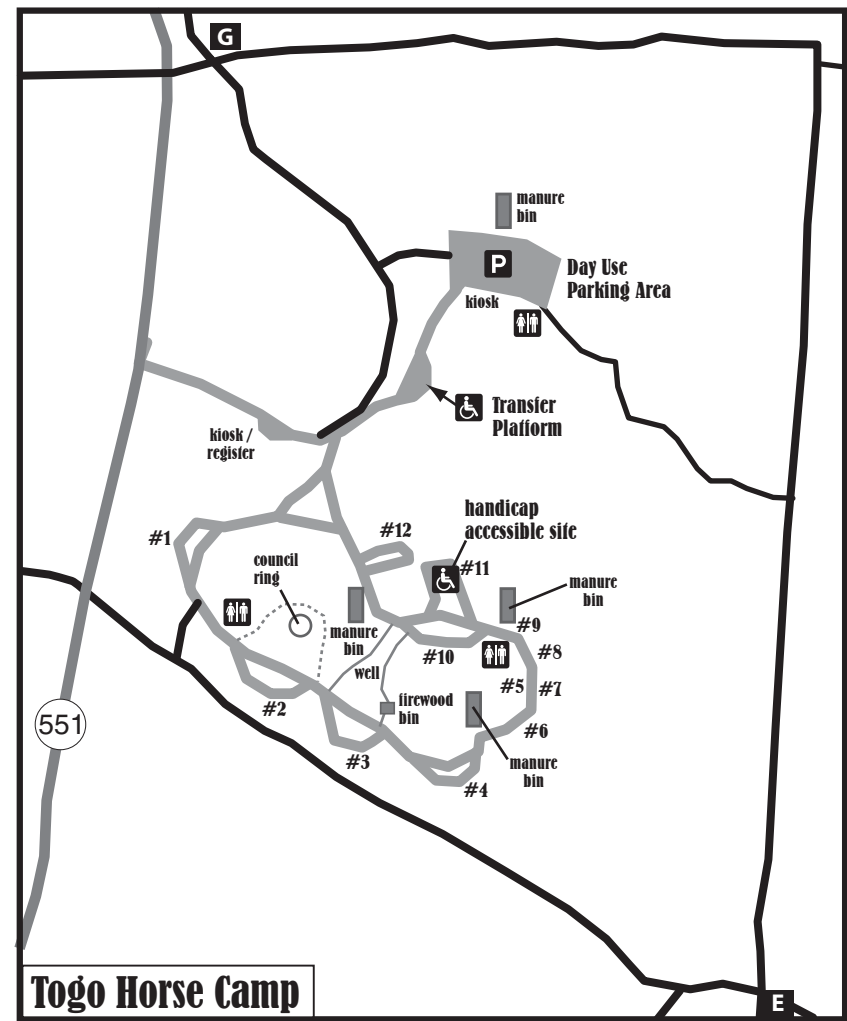 G
manure
bin
P
Day Use
Parking Area
kiosk
Transfer
Platform
kiosk /
register
handicap
accessible site
#1
#12
council
ring
#11
manure
bin
manure
bin
#9
#8
#10
well
#5
#7
#2
firewood
bin
#6
551
#3
manure
bin
#4
Togo Horse Camp
E